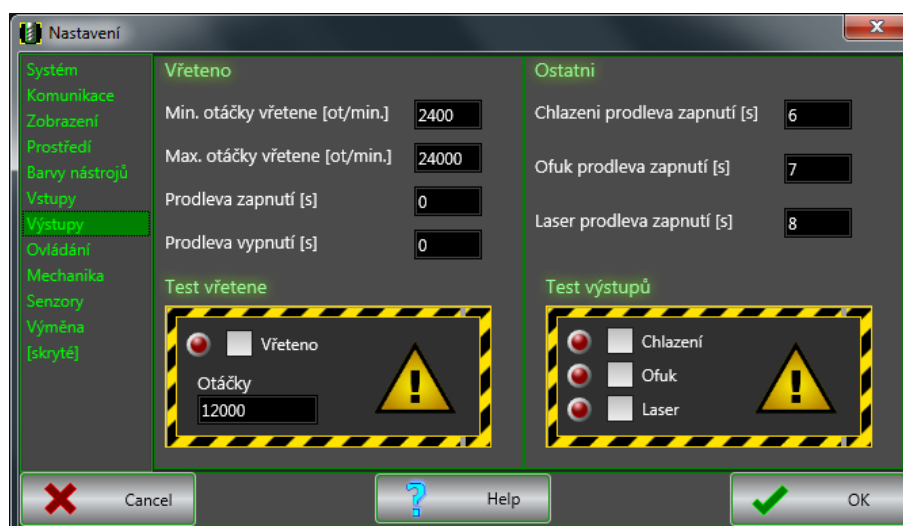 Nastavení
Systém
Komunikace
Zobrazení
Prostředí
Barvy nástrojů
Vstupy
Výstupy
Ovládání
Mechanika
Senzory
Výměna
[skryté]
Vřeteno
Min. otáčky vřetene [ot/min.] 2400
Max. otáčky vřetene [ot/min.] 24000
Prodleva zapnutí [s] 0
Prodleva vypnutí [s] 0
Test vřetene
Vřeteno
Otáčky
12000
Ostatni
Chlazeni prodleva zapnutí [s] 6
Ofuk prodleva zapnutí [s] 7
Laser prodleva zapnutí [s] 8
Test výstupů
Chlazení
Ofuk
Laser
Cancel
Help
OK